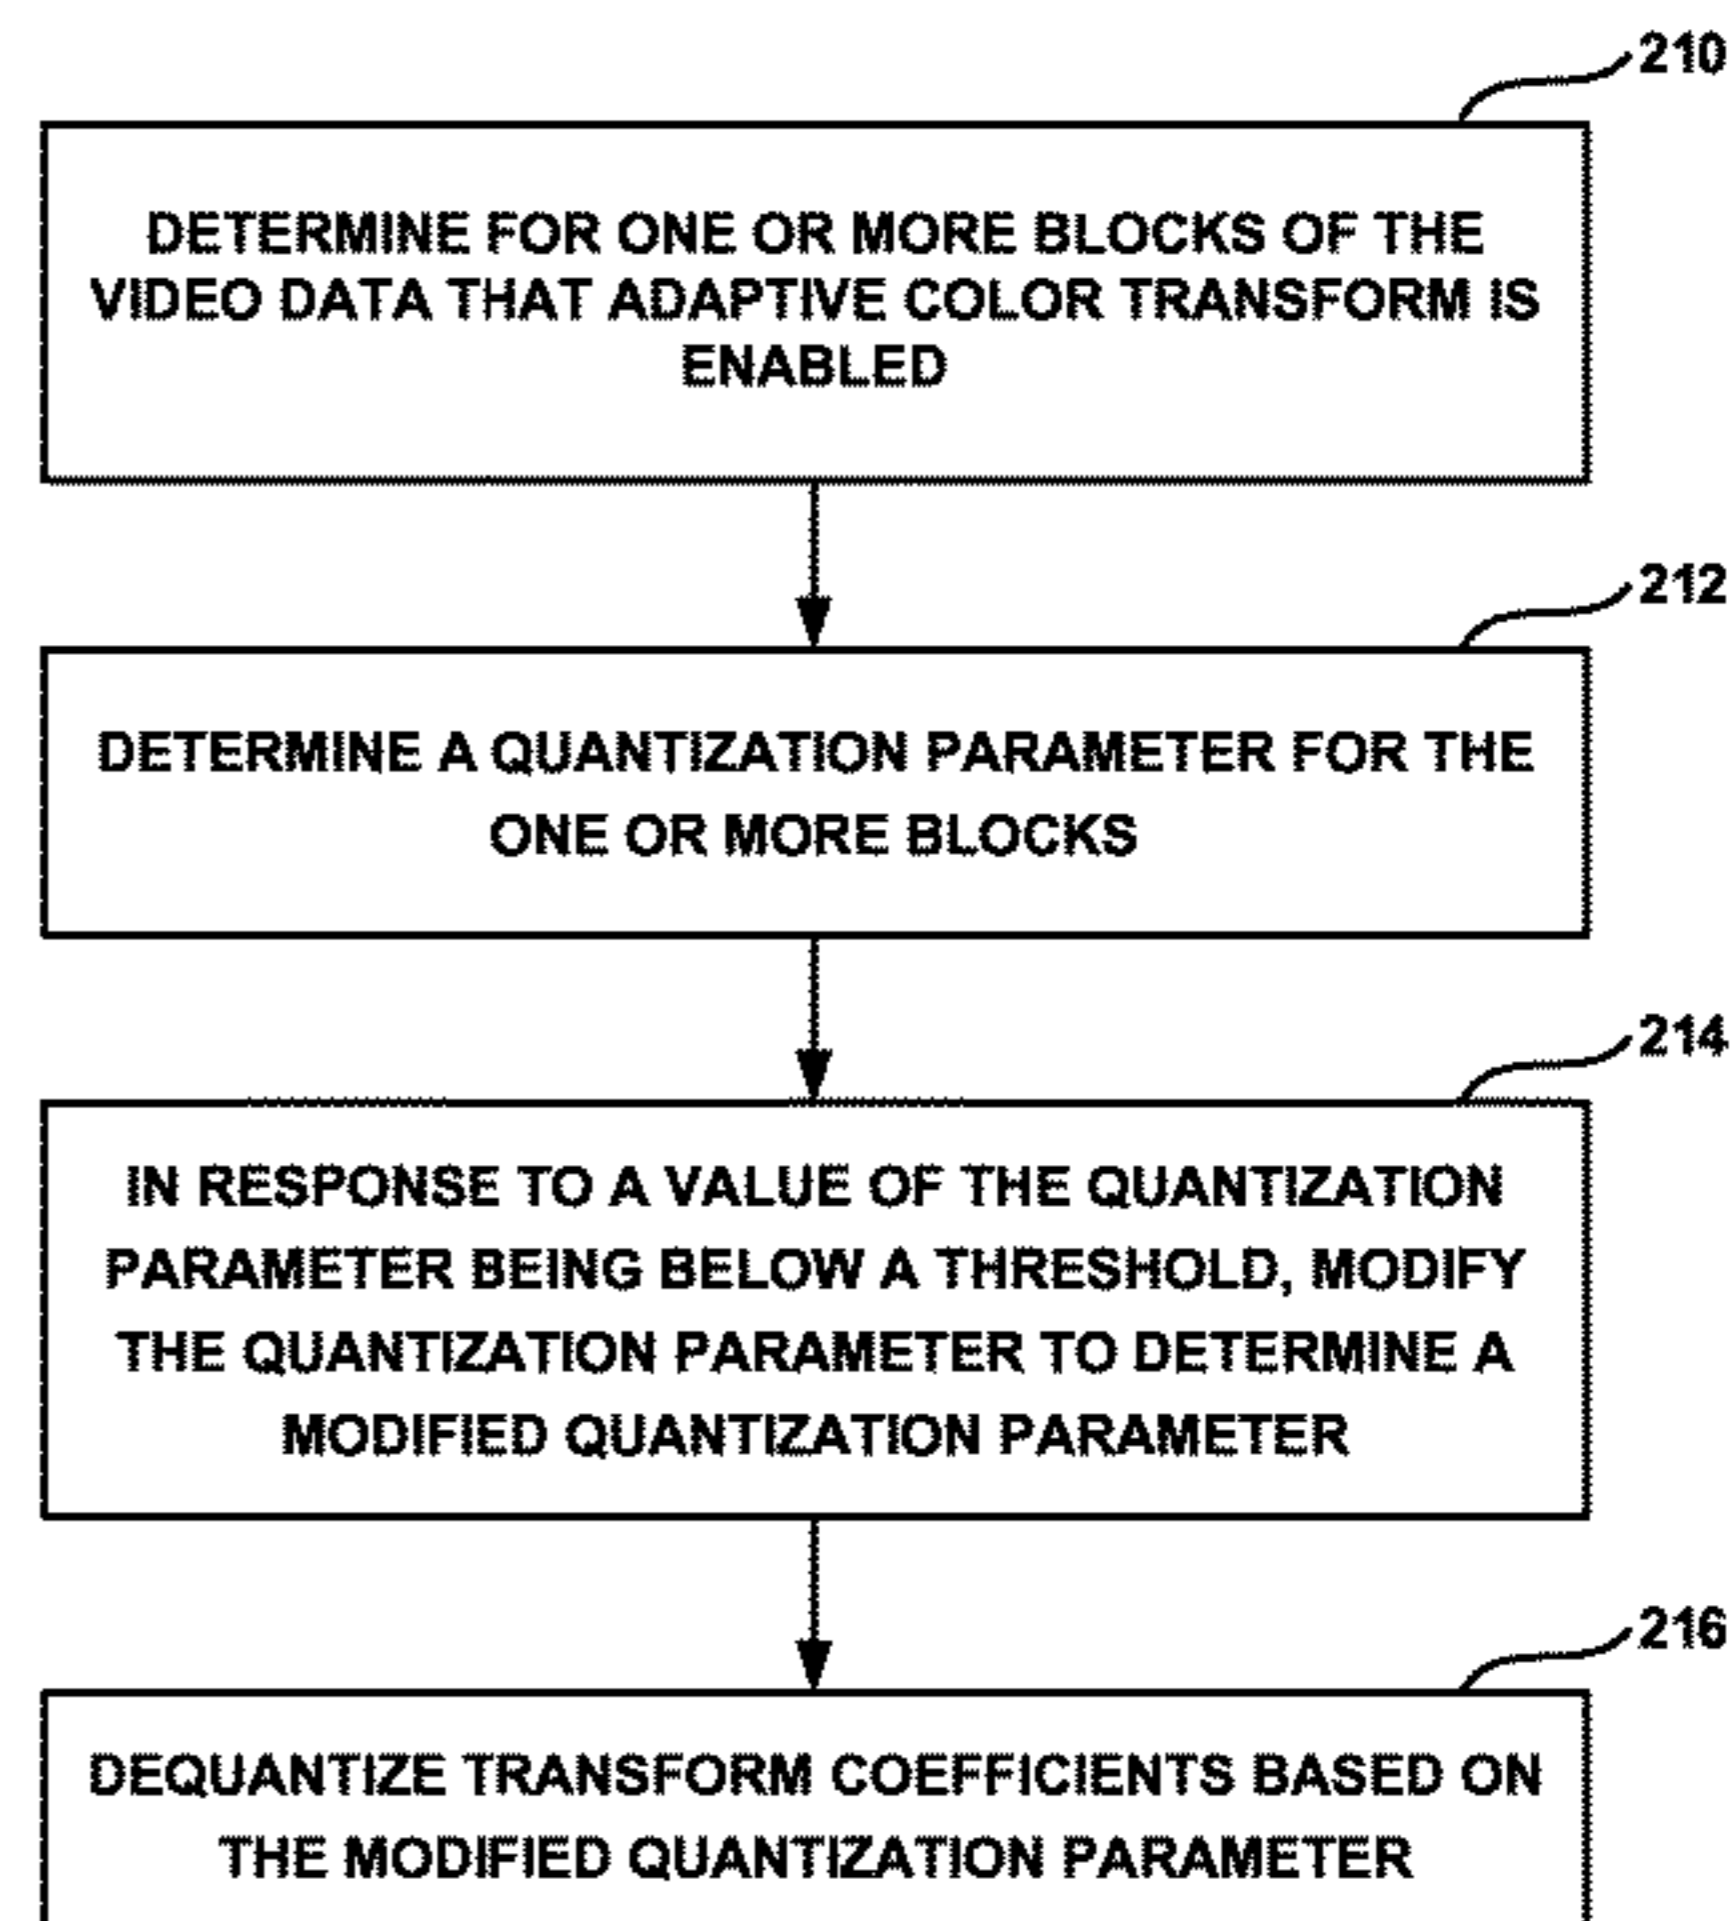 210
DETERMINE FOR ONE OR MORE BLOCKS OF THE
VIDEO DATA THAT ADAPTIVE COLOR TRANSFORM IS
ENABLED
212
DETERMINE A QUANTIZATION PARAMETER FOR THE
ONE OR MORE BLOCKS
214
IN RESPONSE TO A VALUE OF THE QUANTIZATION
PARAMETER BEING BELOW A THRESHOLD, MODIFY
THE QUANTIZATION PARAMETER TO DETERMINE A
MODIFIED QUANTIZATION PARAMETER
216
DEQUANTIZE TRANSFORM COEFFICIENTS BASED ON
THE MODIFIED QUANTIZATION PARAMETER